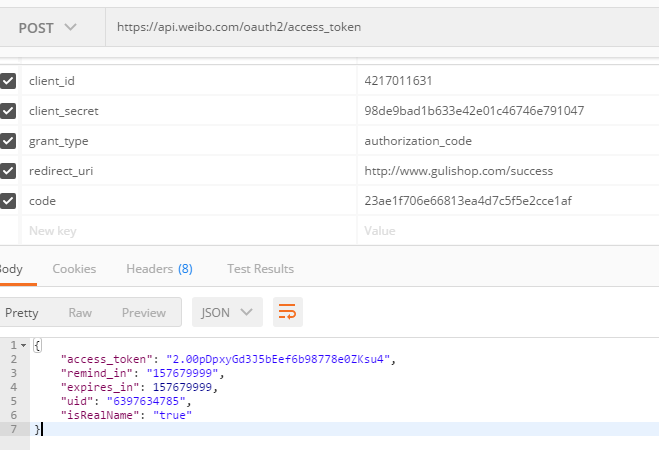 POST https://api.weibo.com/oauth2/access_token
client_id 4217011631
client_secret 98de9bad1b633e42e01c46746e791047
grant_type authorization_code
redirect_uri http://www.gulishop.com/success
code 23ae1f706e66813ea4d7c5f5e2cce1af
New key Value
Body Cookies Headers (8) Test Results
Pretty Raw Preview JSON
1 {
2 "access_token": "2.00pDpxyGd3J5bEef6b98778e0ZKsu4",
3 "remind_in": "157679999",
4 "expires_in": 157679999,
5 "uid": "6397634785",
6 "isRealName": "true"
7 }